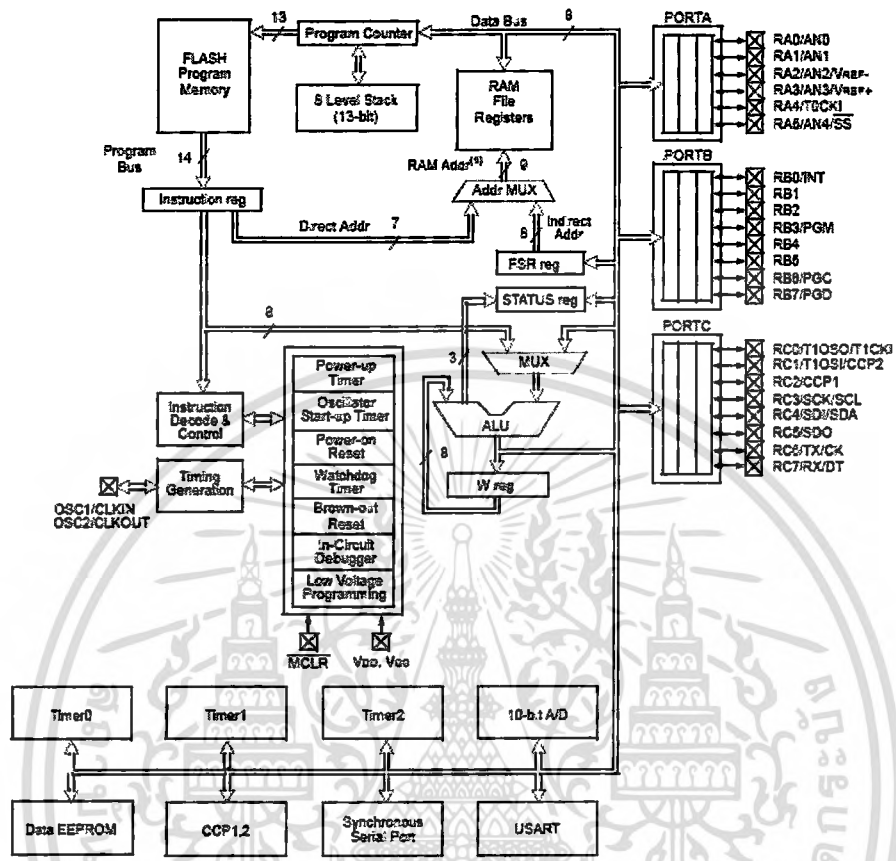 13
Data Bus
8
PORTA
FLASH
Program
Memory
Program Counter
8 Level Stack
(13-bit)
RAM
File
Registers
RA0/AN0
RA1/AN1
RA2/AN2/VREF-
RA3/AN3/VREF+
RA4/T0CKI
RA5/AN4/SS
Program
Bus
14
RAM Addr(1)
9
PORTB
Instruction reg
Addr MUX
Direct Addr
7
8
Indirect
Addr
FSR reg
RB0/INT
RB1
RB2
RB3/PGM
RB4
RB5
RB6/PGC
RB7/PGD
STATUS reg
8
3
PORTC
MUX
Power-up
Timer
Instruction
Decode &
Control
Oscillator
Start-up Timer
ALU
Power-on
Reset
8
RC0/T1OSO/T1CKI
RC1/T1OSI/CCP2
RC2/CCP1
RC3/SCK/SCL
RC4/SDI/SDA
RC5/SDO
RC6/TX/CK
RC7/RX/DT
Timing
Generation
Watchdog
Timer
W reg
OSC1/CLKIN
OSC2/CLKOUT
Brown-out
Reset
In-Circuit
Debugger
Low Voltage
Programming
MCLR
VDD, VSS
Timer0
Timer1
Timer2
10-bit A/D
Data EEPROM
CCP1,2
Synchronous
Serial Port
USART